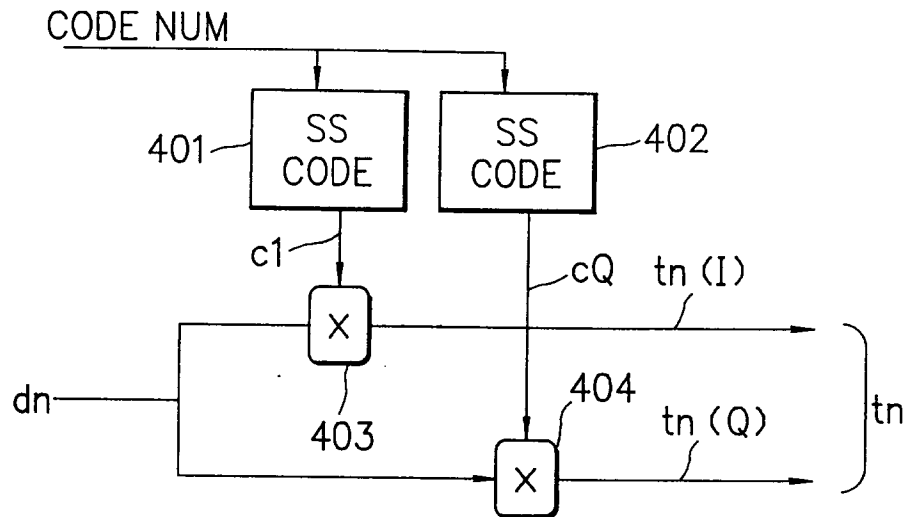 CODE NUM
401
SS
CODE
SS
CODE
402
c1
cQ
tn (I)
X
dn
403
404
tn (Q)
tn
X